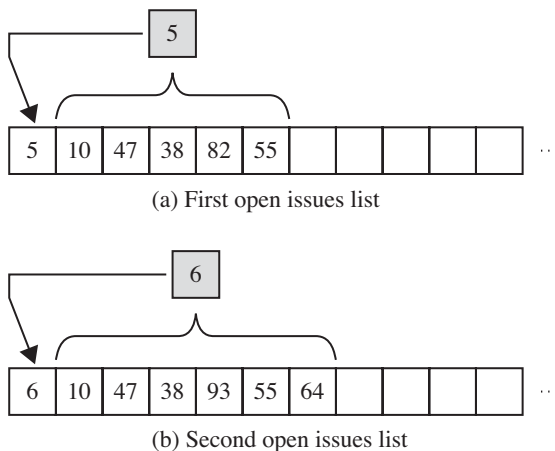 5
5 10 47 38 82 55 ..
(a) First open issues list
6
6 10 47 38 93 55 64 ..
(b) Second open issues list